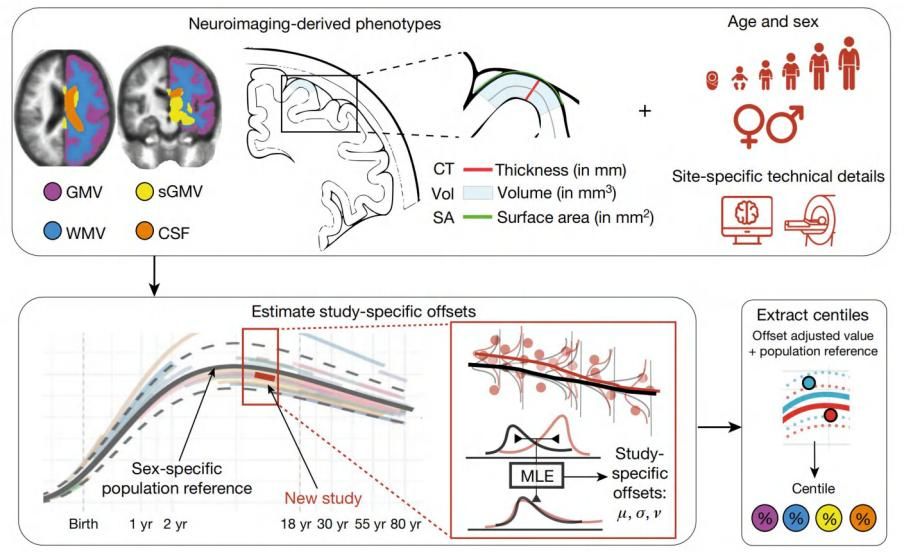 Neuroimaging-derived phenotypes
Age and sex
+
CT Thickness (in mm)
Vol Volume (in mm³)
SA Surface area (in mm²)
GMV sGMV
WMV CSF
Site-specific technical details
Estimate study-specific offsets
Sex-specific
population reference
New study
Birth 1 yr 2 yr 18 yr 30 yr 55 yr 80 yr
MLE
Study-
specific
offsets:
μ, σ, ν
Extract centiles
Offset adjusted value
+ population reference
Centile
% % % %